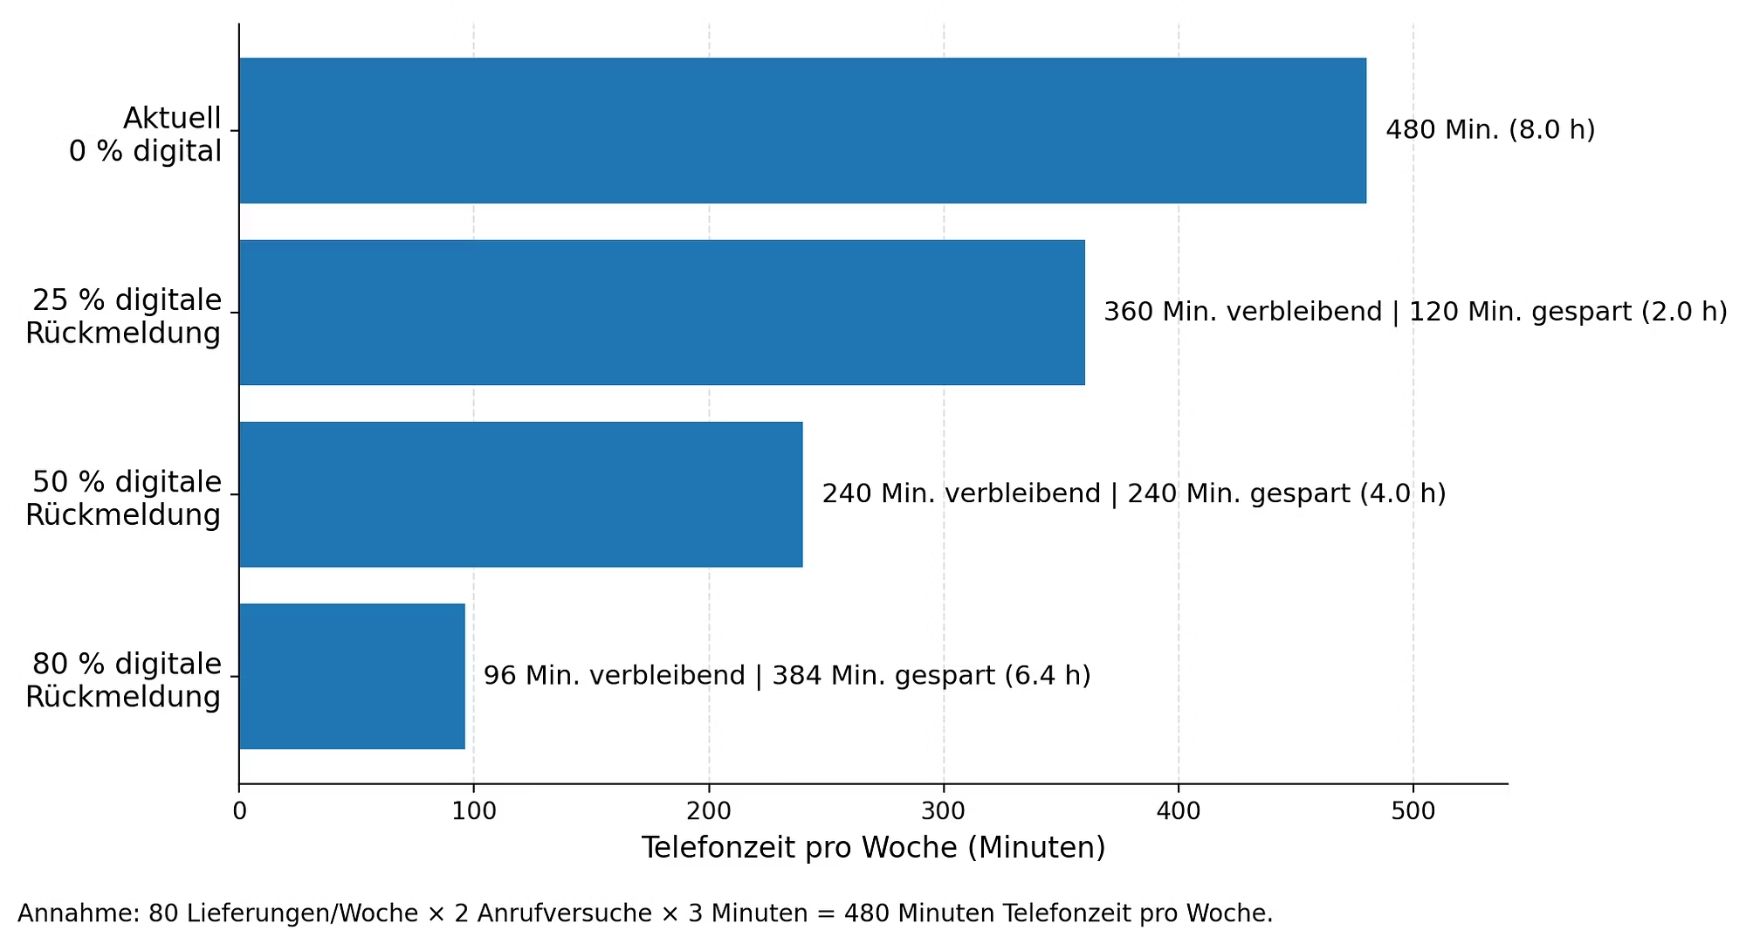 Aktuell
0 % digital
480 Min. (8.0 h)
25 % digitale
Rückmeldung
360 Min. verbleibend | 120 Min. gespart (2.0 h)
50 % digitale
Rückmeldung
240 Min. verbleibend | 240 Min. gespart (4.0 h)
80 % digitale
Rückmeldung
96 Min. verbleibend | 384 Min. gespart (6.4 h)
0 100 200 300 400 500
Telefonzeit pro Woche (Minuten)
Annahme: 80 Lieferungen/Woche × 2 Anrufversuche × 3 Minuten = 480 Minuten Telefonzeit pro Woche.